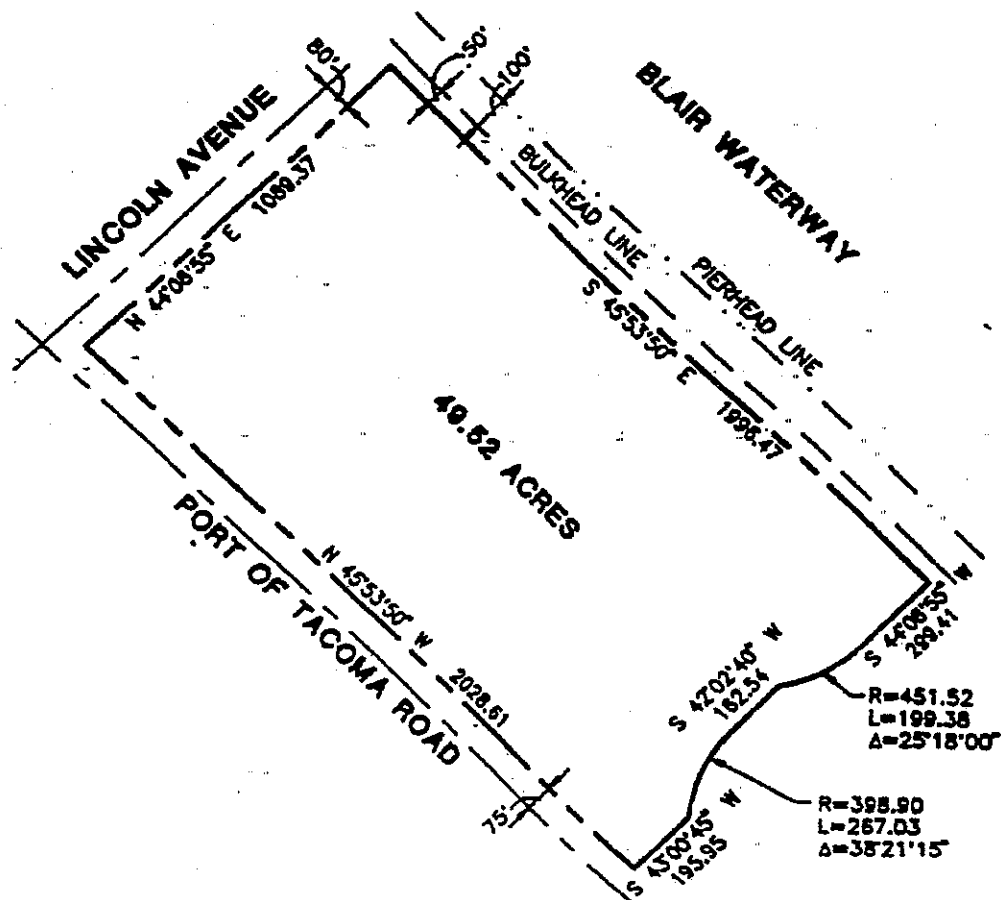 80'
50'
100'
BLAIR WATERWAY
LINCOLN AVENUE
N 44°08'55" E 1089.37
BULKHEAD LINE
PIERHEAD LINE
S 45°53'50" E 1996.47
49.52 ACRES
PORT OF TACOMA ROAD
N 45°53'50" W 2028.61
75'
S 44°08'55" W
299.41
S 42°02'40" W
182.54
R=451.52
L=199.38
Δ=25°18'00"
R=398.90
L=267.03
Δ=38°21'15"
S 43°00'45" W
195.95